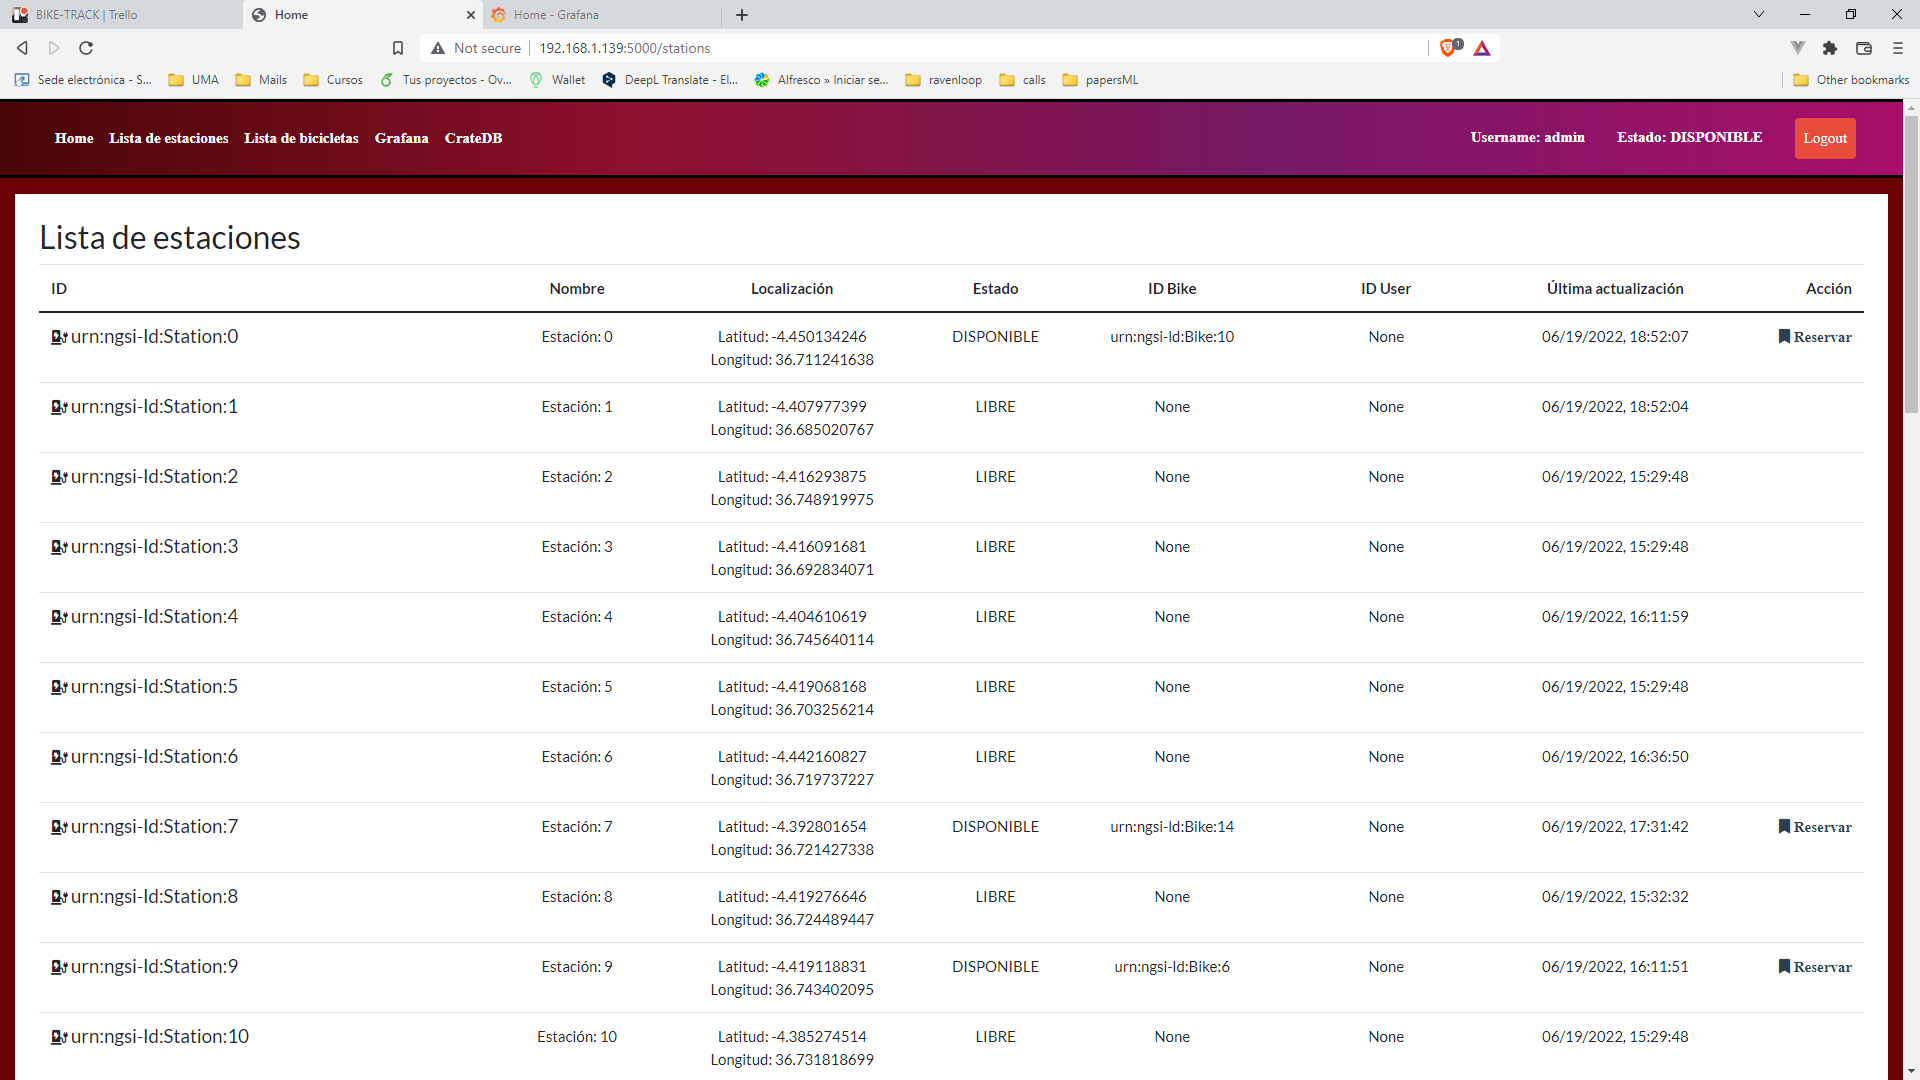 BIKE-TRACK | Trello
Home
Home - Grafana
Not secure
192.168.1.139:5000/stations
1
Sede electrónica - S...
UMA
Mails
Cursos
Tus proyectos - Ov...
Wallet
DeepL Translate - El...
Alfresco » Iniciar se...
ravenloop
calls
papersML
Other bookmarks
Home Lista de estaciones Lista de bicicletas Grafana CrateDB
Username: admin Estado: DISPONIBLE Logout
Lista de estaciones
ID Nombre Localización Estado ID Bike ID User Última actualización Acción
urn:ngsi-ld:Station:0 Estación: 0 Latitud: -4.450134246 DISPONIBLE urn:ngsi-ld:Bike:10 None 06/19/2022, 18:52:07 Reservar
Longitud: 36.711241638
urn:ngsi-ld:Station:1 Estación: 1 Latitud: -4.407977399 LIBRE None None 06/19/2022, 18:52:04
Longitud: 36.685020767
urn:ngsi-ld:Station:2 Estación: 2 Latitud: -4.416293875 LIBRE None None 06/19/2022, 15:29:48
Longitud: 36.748919975
urn:ngsi-ld:Station:3 Estación: 3 Latitud: -4.416091681 LIBRE None None 06/19/2022, 15:29:48
Longitud: 36.692834071
urn:ngsi-ld:Station:4 Estación: 4 Latitud: -4.404610619 LIBRE None None 06/19/2022, 16:11:59
Longitud: 36.745640114
urn:ngsi-ld:Station:5 Estación: 5 Latitud: -4.419068168 LIBRE None None 06/19/2022, 15:29:48
Longitud: 36.703256214
urn:ngsi-ld:Station:6 Estación: 6 Latitud: -4.442160827 LIBRE None None 06/19/2022, 16:36:50
Longitud: 36.719737227
urn:ngsi-ld:Station:7 Estación: 7 Latitud: -4.392801654 DISPONIBLE urn:ngsi-ld:Bike:14 None 06/19/2022, 17:31:42 Reservar
Longitud: 36.721427338
urn:ngsi-ld:Station:8 Estación: 8 Latitud: -4.419276646 LIBRE None None 06/19/2022, 15:32:32
Longitud: 36.724489447
urn:ngsi-ld:Station:9 Estación: 9 Latitud: -4.419118831 DISPONIBLE urn:ngsi-ld:Bike:6 None 06/19/2022, 16:11:51 Reservar
Longitud: 36.743402095
urn:ngsi-ld:Station:10 Estación: 10 Latitud: -4.385274514 LIBRE None None 06/19/2022, 15:29:48
Longitud: 36.731818699